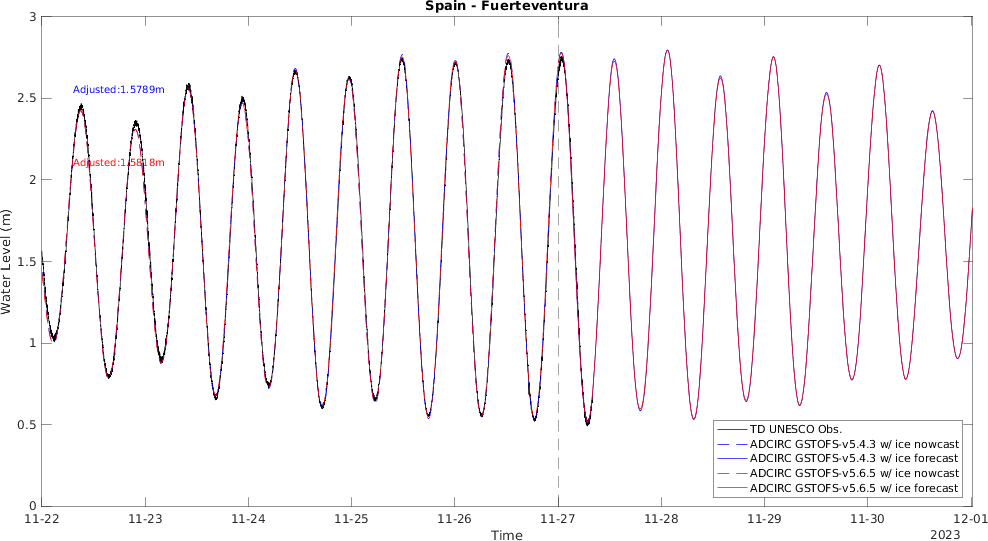 Spain - Fuerteventura
3
2.5
2
1.5
1
0.5
0
Water Level (m)
Adjusted:1.5789m
Adjusted:1.5818m
TD UNESCO Obs.
ADCIRC GSTOFS-v5.4.3 w/ ice nowcast
ADCIRC GSTOFS-v5.4.3 w/ ice forecast
ADCIRC GSTOFS-v5.6.5 w/ ice nowcast
ADCIRC GSTOFS-v5.6.5 w/ ice forecast
11-22 11-23 11-24 11-25 11-26 11-27 11-28 11-29 11-30 12-01
Time
2023